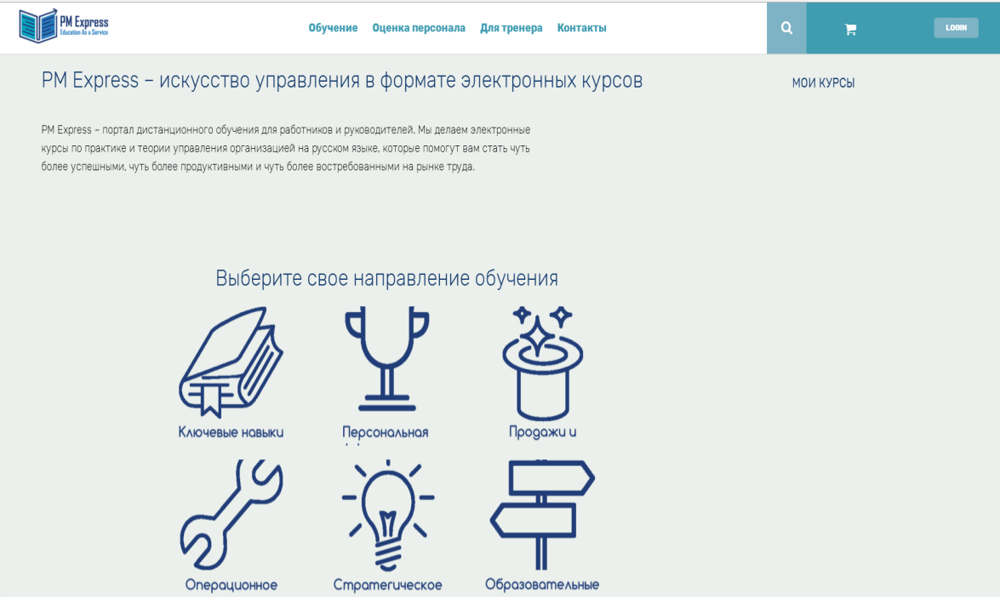 PM Express
Education As a Service
Обучение Оценка персонала Для тренера Контакты
LOGIN
PM Express – искусство управления в формате электронных курсов
МОИ КУРСЫ
PM Express – портал дистанционного обучения для работников и руководителей. Мы делаем электронные
курсы по практике и теории управления организацией на русском языке, которые помогут вам стать чуть
более успешными, чуть более продуктивными и чуть более востребованными на рынке труда.
Выберите свое направление обучения
Ключевые навыки Персональная Продажи и
Операционное Стратегическое Образовательные